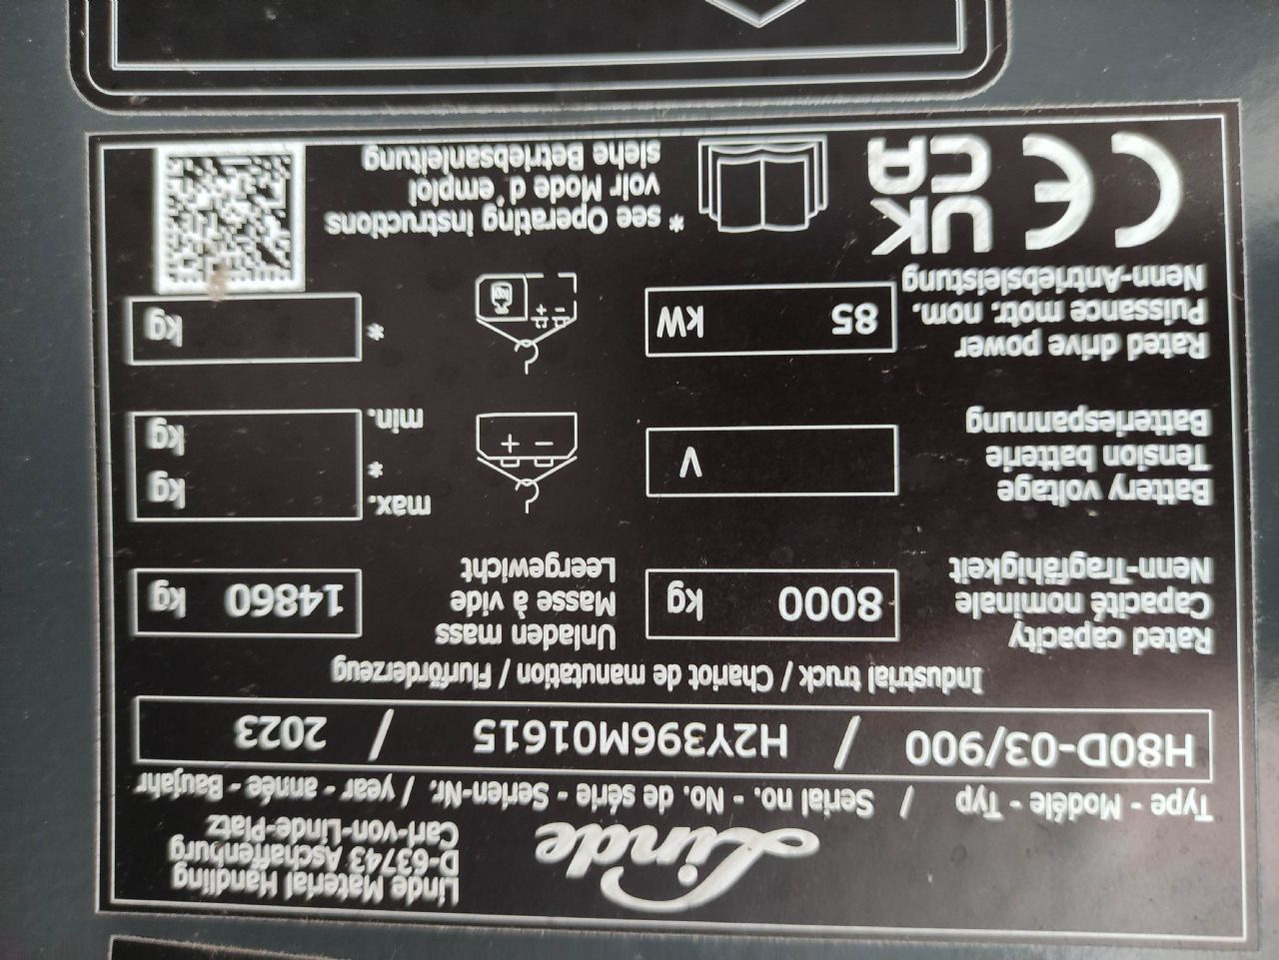 Linde
Linde Material Handling
D-63743 Aschaffenburg
Carl-von-Linde-Platz
Type - Modèle - Typ / Serial no. - No. de série - Serien-Nr. / year - année - Baujahr
H80D-03/900 / H2Y396M01615 / 2023
Industrial truck / Chariot de manutation / Flurförderzeug
Rated capacity
Capacité nominale
Nenn-Tragfähigkeit
8000 kg
Unladen mass
Masse à vide
Leergewicht
14860 kg
Battery voltage
Tension batterie
Batteriespannung
V
max. kg
*
min. kg
Rated drive power
Puissance motr. nom.
Nenn-Antriebsleistung
85 kW
* kg
CE
UK
CA
* see Operating Instructions
voir Mode d'emploi
siehe Betriebsanleitung